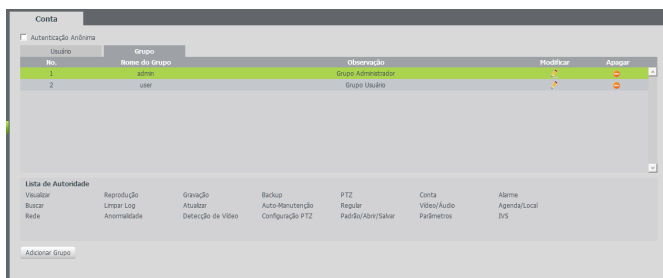 Conta
Autenticação Anônima
Usuário Grupo
No. Nome do Grupo Observação Modificar Apagar
1 admin Grupo Administrador
2 user Grupo Usuário
Lista de Autoridade
Visualizar Reprodução Gravação Backup PTZ Conta Alarme
Buscar Limpar Log Atualizar Auto-Manutenção Regular Vídeo/Áudio Agenda/Local
Rede Anormalidade Detecção de Vídeo Configuração PTZ Padrão/Abrir/Salvar Parâmetros IVS
Adicionar Grupo